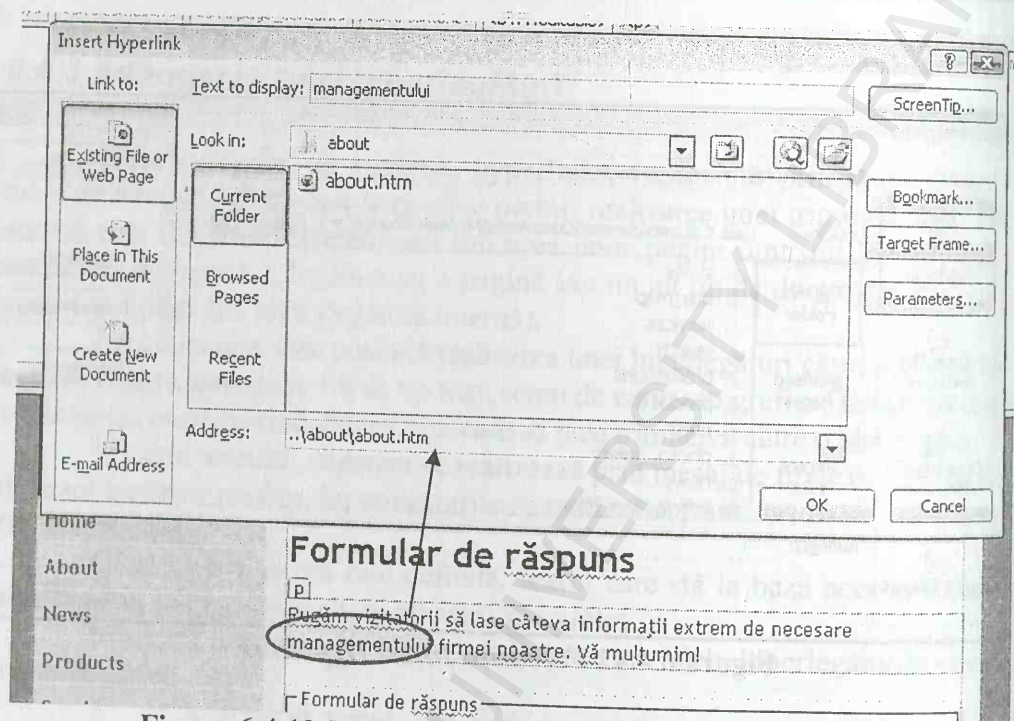 Insert Hyperlink
Link to:
Text to display: managementului
ScreenTip...
Existing File or
Web Page
Look in: about
Current
Folder
about.htm
Bookmark...
Place in This
Document
Browsed
Pages
Target Frame...
Parameters...
Create New
Document
Recent
Files
E-mail Address
Address: ..\about\about.htm
OK
Cancel
Home
About
News
Products
Formular de răspuns
p
Rugăm vizitatorii să lase câteva informații extrem de necesare
managementului firmei noastre. Vă mulțumim!
Formular de răspuns
UNIVERSITY LIBRA